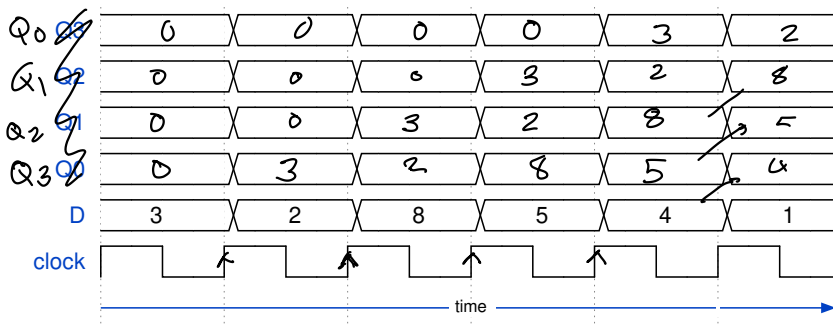 Q0 Q3 0 0 0 0 3 2
Q1 Q2 0 0 0 3 2 8
Q2 Q1 0 0 3 2 8 5
Q3 Q0 0 3 2 8 5 4
D 3 2 8 5 4 1
clock
time